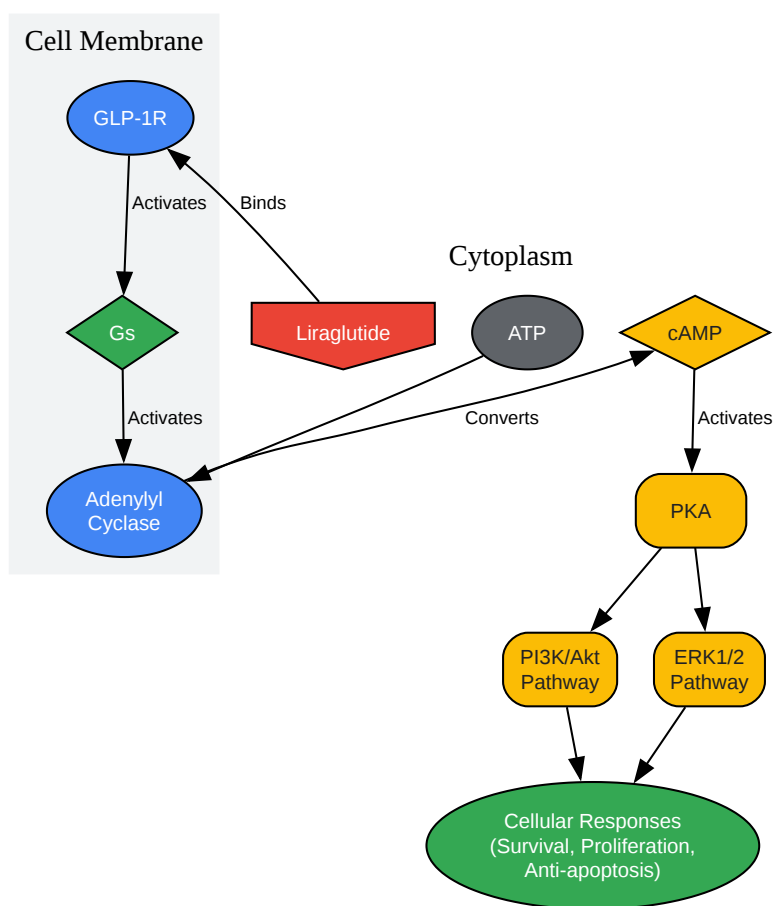 Cell Membrane
GLP-1R
Activates
Binds
Cytoplasm
Gs
Liraglutide
ATP
cAMP
Activates
Converts
Activates
Adenylyl
Cyclase
PKA
PI3K/Akt
Pathway
ERK1/2
Pathway
Cellular Responses
(Survival, Proliferation,
Anti-apoptosis)